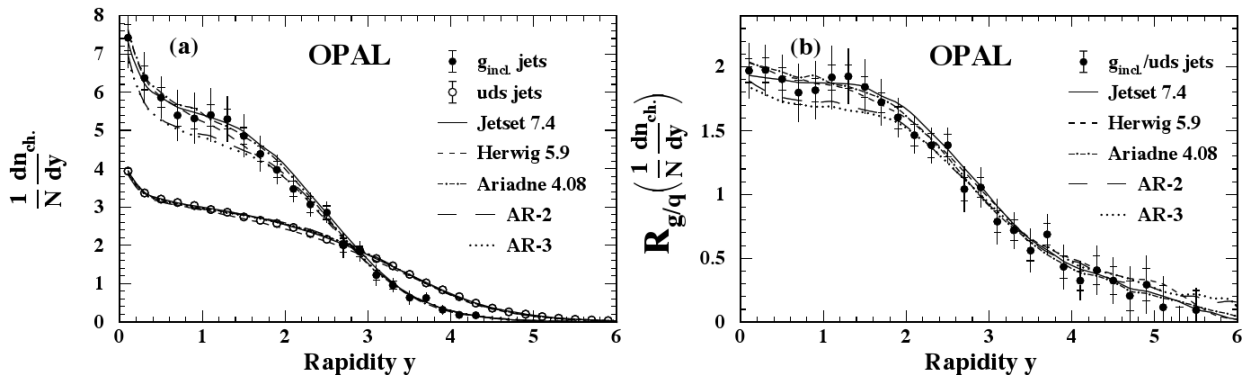 (a)
OPAL
g_incl. jets
uds jets
Jetset 7.4
Herwig 5.9
Ariadne 4.08
AR-2
AR-3
1/N dn_ch./dy
8
7
6
5
4
3
2
1
0
0 1 2 3 4 5 6
Rapidity y
(b)
OPAL
g_incl./uds jets
Jetset 7.4
Herwig 5.9
Ariadne 4.08
AR-2
AR-3
R_g/q(1/N dn_ch./dy)
2
1.5
1
0.5
0
0 1 2 3 4 5 6
Rapidity y